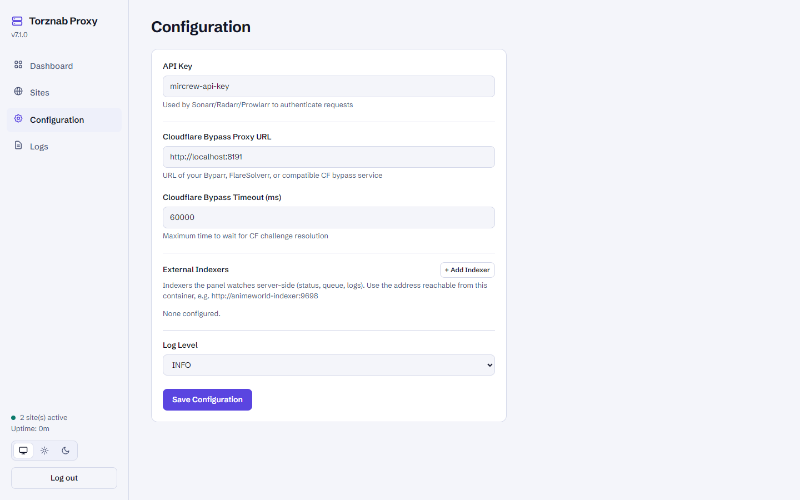 Torznab Proxy
v7.1.0
Dashboard
Sites
Configuration
Logs
2 site(s) active
Uptime: 0m
Log out
Configuration
API Key
mircrew-api-key
Used by Sonarr/Radarr/Prowlarr to authenticate requests
Cloudflare Bypass Proxy URL
http://localhost:8191
URL of your Byparr, FlareSolverr, or compatible CF bypass service
Cloudflare Bypass Timeout (ms)
60000
Maximum time to wait for CF challenge resolution
External Indexers
+ Add Indexer
Indexers the panel watches server-side (status, queue, logs). Use the address reachable from this
container, e.g. http://animeworld-indexer:9698
None configured.
Log Level
INFO
Save Configuration